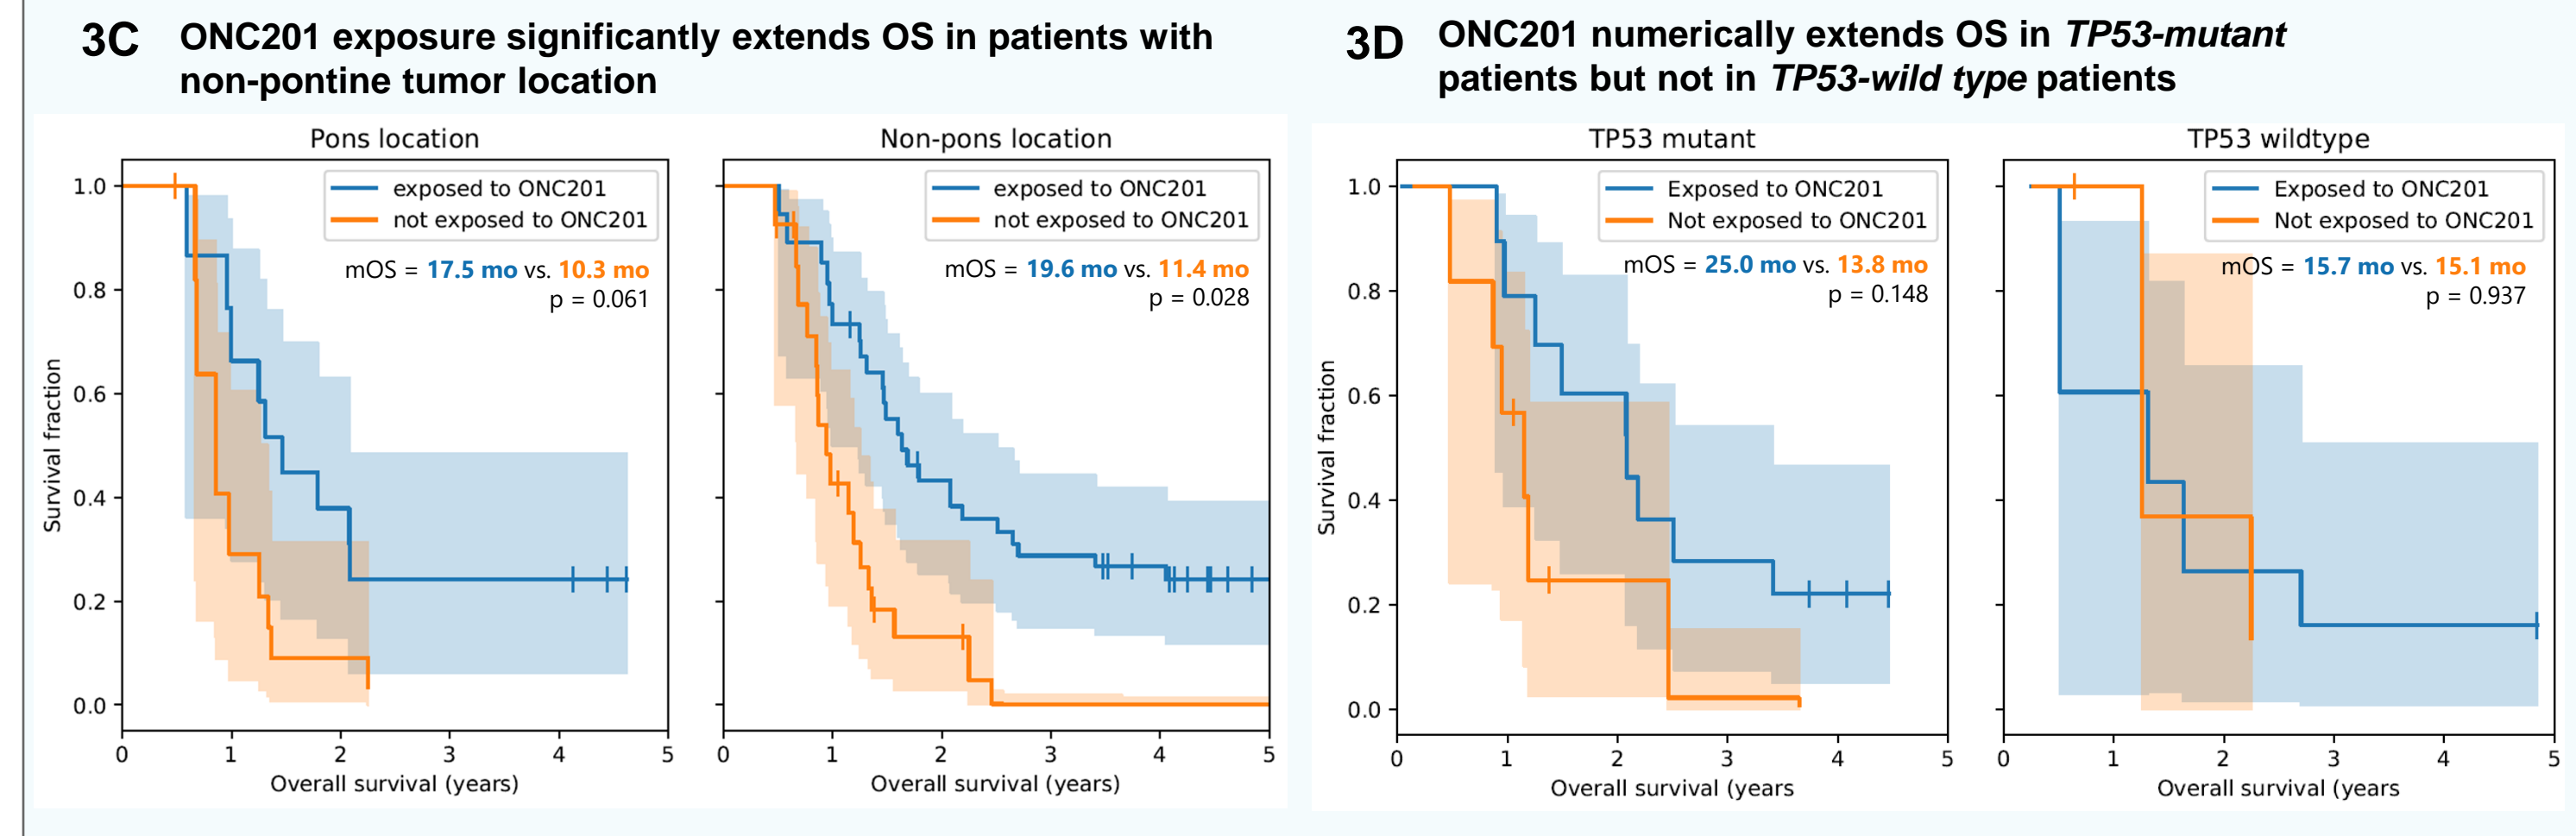 3C ONC201 exposure significantly extends OS in patients with
non-pontine tumor location
Pons location
exposed to ONC201
not exposed to ONC201
mOS = 17.5 mo vs. 10.3 mo
p = 0.061
Survival fraction
1.0
0.8
0.6
0.4
0.2
0.0
0 1 2 3 4 5
Overall survival (years)
Non-pons location
exposed to ONC201
not exposed to ONC201
mOS = 19.6 mo vs. 11.4 mo
p = 0.028
0 1 2 3 4 5
Overall survival (years)
3D ONC201 numerically extends OS in TP53-mutant
patients but not in TP53-wild type patients
TP53 mutant
Exposed to ONC201
Not exposed to ONC201
mOS = 25.0 mo vs. 13.8 mo
p = 0.148
Survival fraction
1.0
0.8
0.6
0.4
0.2
0.0
0 1 2 3 4 5
Overall survival (years
TP53 wildtype
Exposed to ONC201
Not exposed to ONC201
mOS = 15.7 mo vs. 15.1 mo
p = 0.937
0 1 2 3 4 5
Overall survival (years